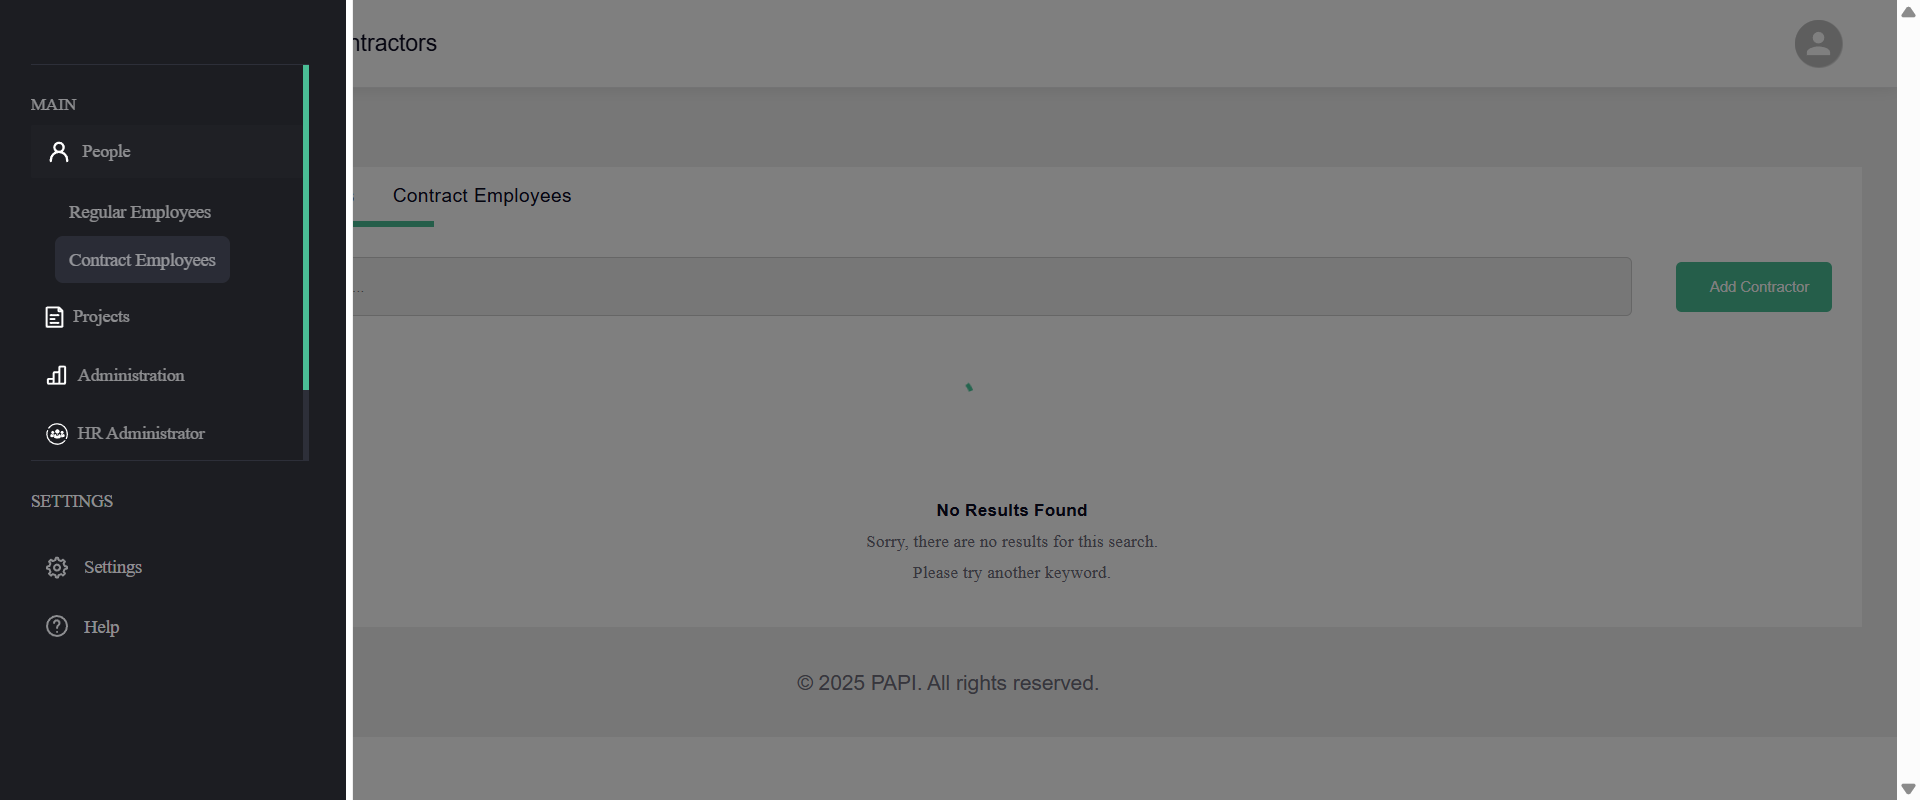 MAIN
People
Regular Employees
Contract Employees
Projects
Administration
HR Administrator
SETTINGS
Settings
Help
ntractors
Contract Employees
...
Add Contractor
No Results Found
Sorry, there are no results for this search.
Please try another keyword.
© 2025 PAPI. All rights reserved.